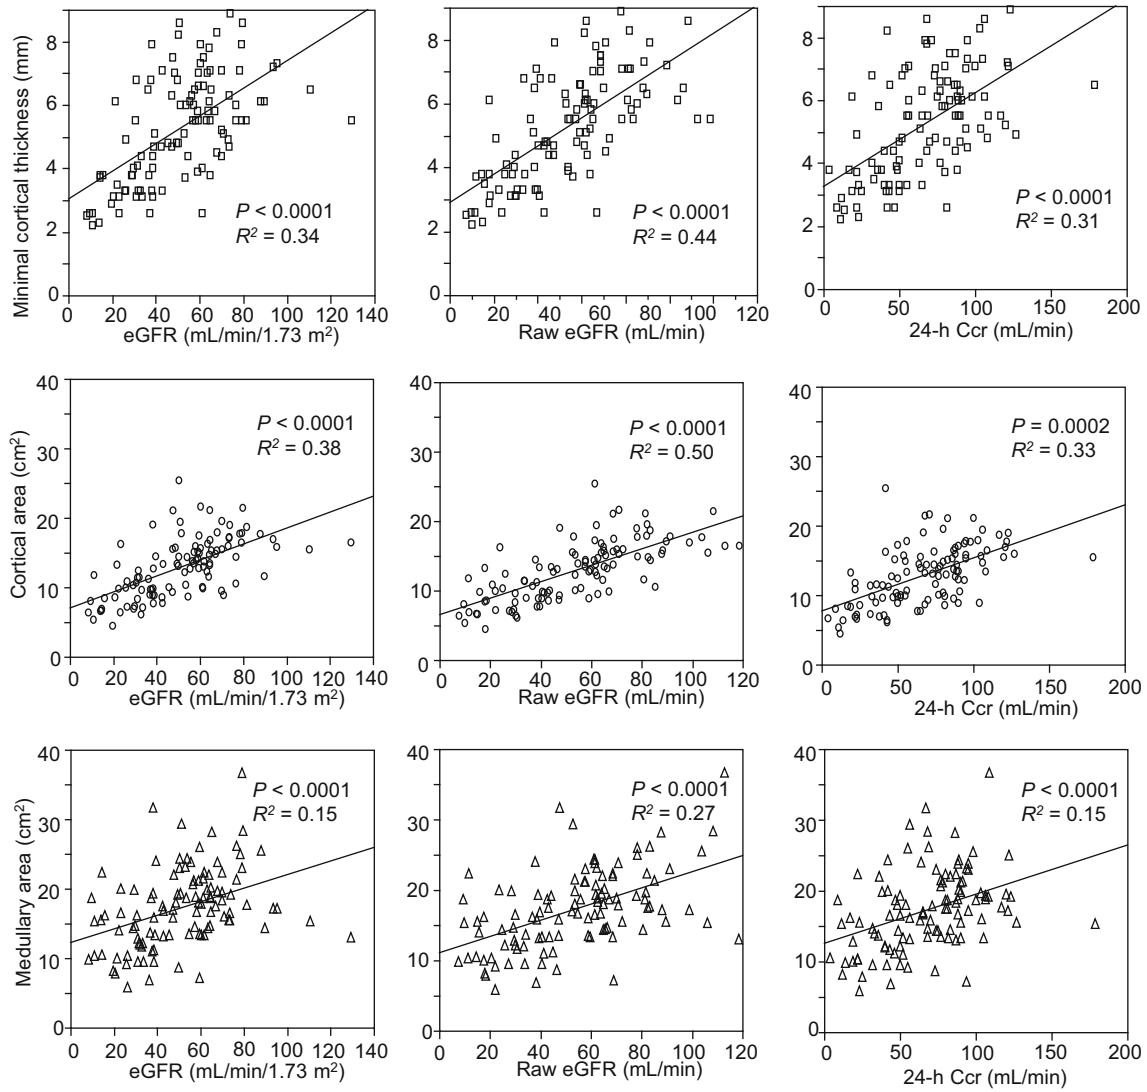 Minimal cortical thickness (mm)
8
6
4
2
0
P < 0.0001
R² = 0.34
0 20 40 60 80 100 120 140
eGFR (mL/min/1.73 m²)
8
6
4
2
0
P < 0.0001
R² = 0.44
0 20 40 60 80 100 120
Raw eGFR (mL/min)
8
6
4
2
0
P < 0.0001
R² = 0.31
0 50 100 150 200
24-h Ccr (mL/min)
Cortical area (cm²)
40
30
20
10
0
P < 0.0001
R² = 0.38
0 20 40 60 80 100 120 140
eGFR (mL/min/1.73 m²)
40
30
20
10
0
P < 0.0001
R² = 0.50
0 20 40 60 80 100 120
Raw eGFR (mL/min)
40
30
20
10
0
P = 0.0002
R² = 0.33
0 50 100 150 200
24-h Ccr (mL/min)
Medullary area (cm²)
40
30
20
10
0
P < 0.0001
R² = 0.15
0 20 40 60 80 100 120 140
eGFR (mL/min/1.73 m²)
40
30
20
10
0
P < 0.0001
R² = 0.27
0 20 40 60 80 100 120
Raw eGFR (mL/min)
40
30
20
10
0
P < 0.0001
R² = 0.15
0 50 100 150 200
24-h Ccr (mL/min)